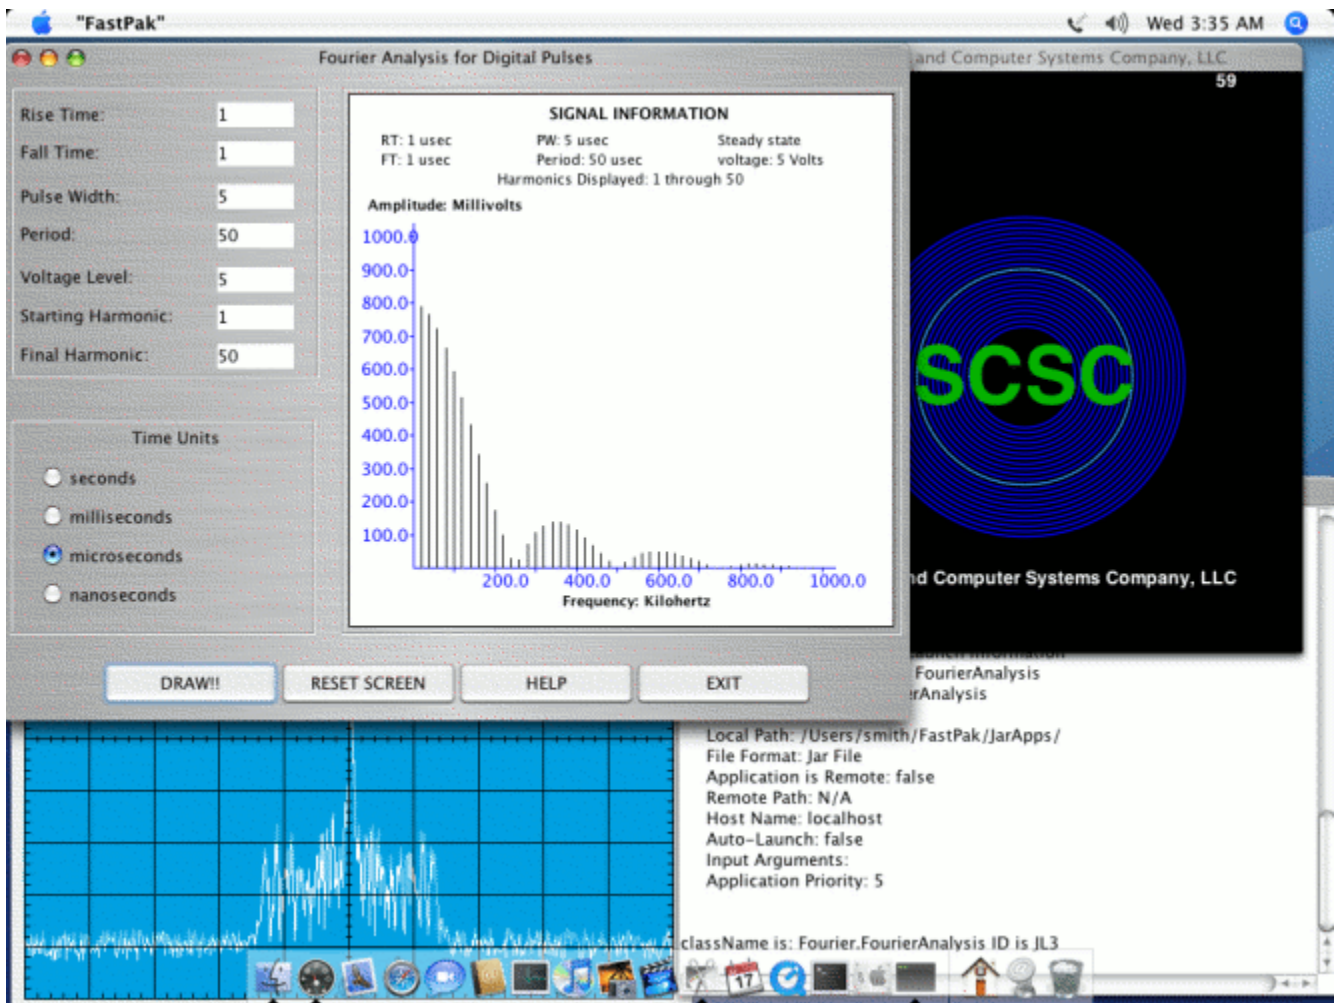 "FastPak"
Wed 3:35 AM
Fourier Analysis for Digital Pulses
and Computer Systems Company, LLC
59
Rise Time: 1
Fall Time: 1
Pulse Width: 5
Period: 50
Voltage Level: 5
Starting Harmonic: 1
Final Harmonic: 50
Time Units
seconds
milliseconds
microseconds
nanoseconds
SIGNAL INFORMATION
RT: 1 usec PW: 5 usec Steady state
FT: 1 usec Period: 50 usec voltage: 5 Volts
Harmonics Displayed: 1 through 50
Amplitude: Millivolts
1000.0
900.0
800.0
700.0
600.0
500.0
400.0
300.0
200.0
100.0
200.0 400.0 600.0 800.0 1000.0
Frequency: Kilohertz
DRAW!! RESET SCREEN HELP EXIT
SCSC
d Computer Systems Company, LLC
Launch Information
FourierAnalysis
rAnalysis
Local Path: /Users/smith/FastPak/JarApps/
File Format: Jar File
Application is Remote: false
Remote Path: N/A
Host Name: localhost
Auto-Launch: false
Input Arguments:
Application Priority: 5
className is: Fourier.FourierAnalysis ID is JL3
17